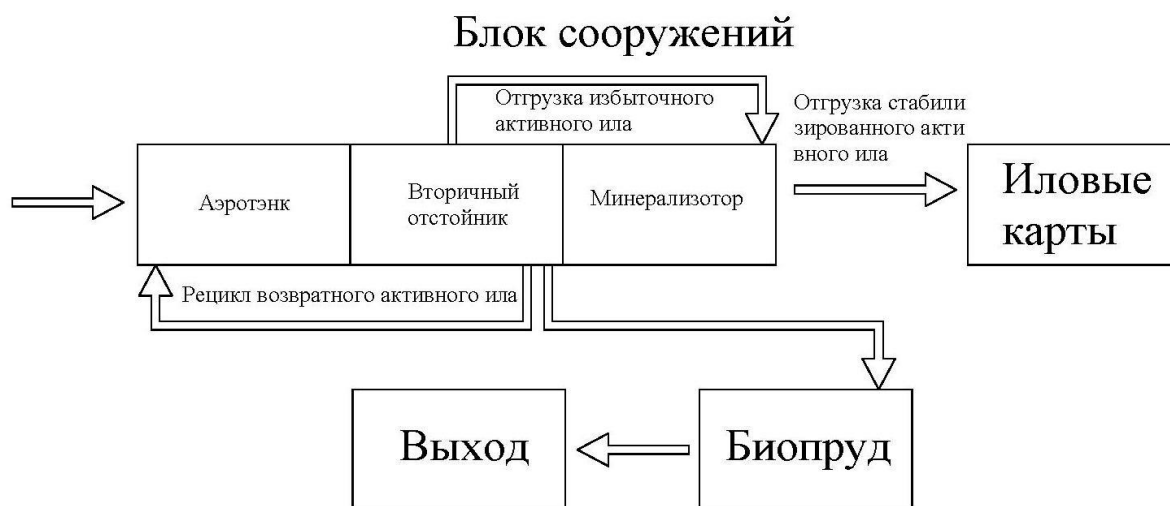 Блок сооружений
Отгрузка избыточного
активного ила
Отгрузка стабили
зированного акти
вного ила
Аэротэнк
Вторичный
отстойник
Минерализотор
Иловые
карты
Рецикл возвратного активного ила
Выход
Биопруд